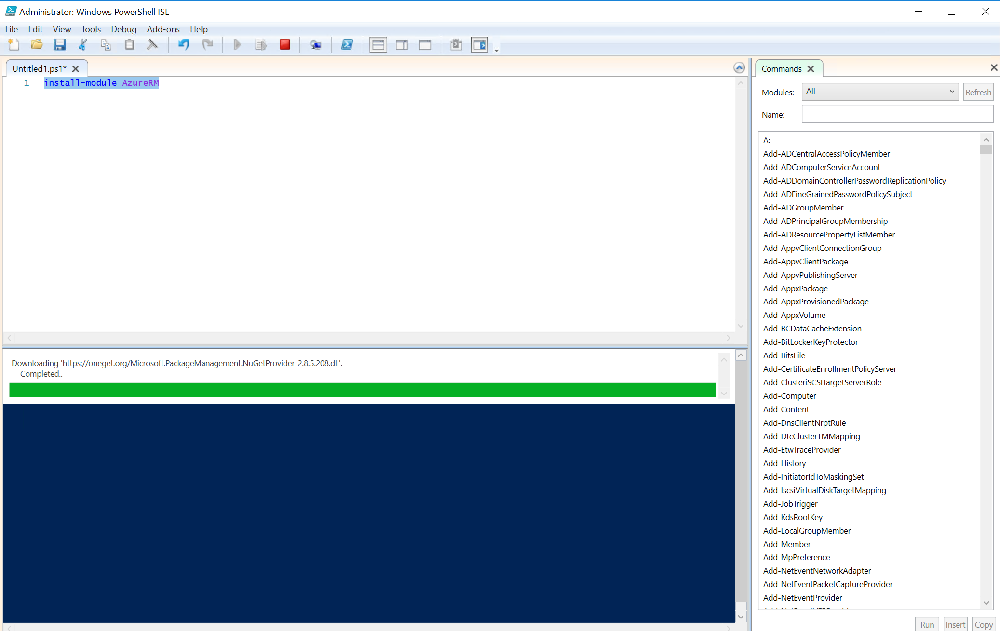 Administrator: Windows PowerShell ISE
File Edit View Tools Debug Add-ons Help
Untitled1.ps1*
1 install-module AzureRM
Downloading 'https://oneget.org/Microsoft.PackageManagement.NuGetProvider-2.8.5.208.dll'.
Completed..
Commands
Modules: All Refresh
Name:
A:
Add-ADCentralAccessPolicyMember
Add-ADComputerServiceAccount
Add-ADDomainControllerPasswordReplicationPolicy
Add-ADFineGrainedPasswordPolicySubject
Add-ADGroupMember
Add-ADPrincipalGroupMembership
Add-ADResourcePropertyListMember
Add-AppvClientConnectionGroup
Add-AppvClientPackage
Add-AppvPublishingServer
Add-AppxPackage
Add-AppxProvisionedPackage
Add-AppxVolume
Add-BCDataCacheExtension
Add-BitLockerKeyProtector
Add-BitsFile
Add-CertificateEnrollmentPolicyServer
Add-ClusteriSCSITargetServerRole
Add-Computer
Add-Content
Add-DnsClientNrptRule
Add-DtcClusterTMMapping
Add-EtwTraceProvider
Add-History
Add-InitiatorIdToMaskingSet
Add-IscsiVirtualDiskTargetMapping
Add-JobTrigger
Add-KdsRootKey
Add-LocalGroupMember
Add-Member
Add-MpPreference
Add-NetEventNetworkAdapter
Add-NetEventPacketCaptureProvider
Add-NetEventProvider
Run Insert Copy